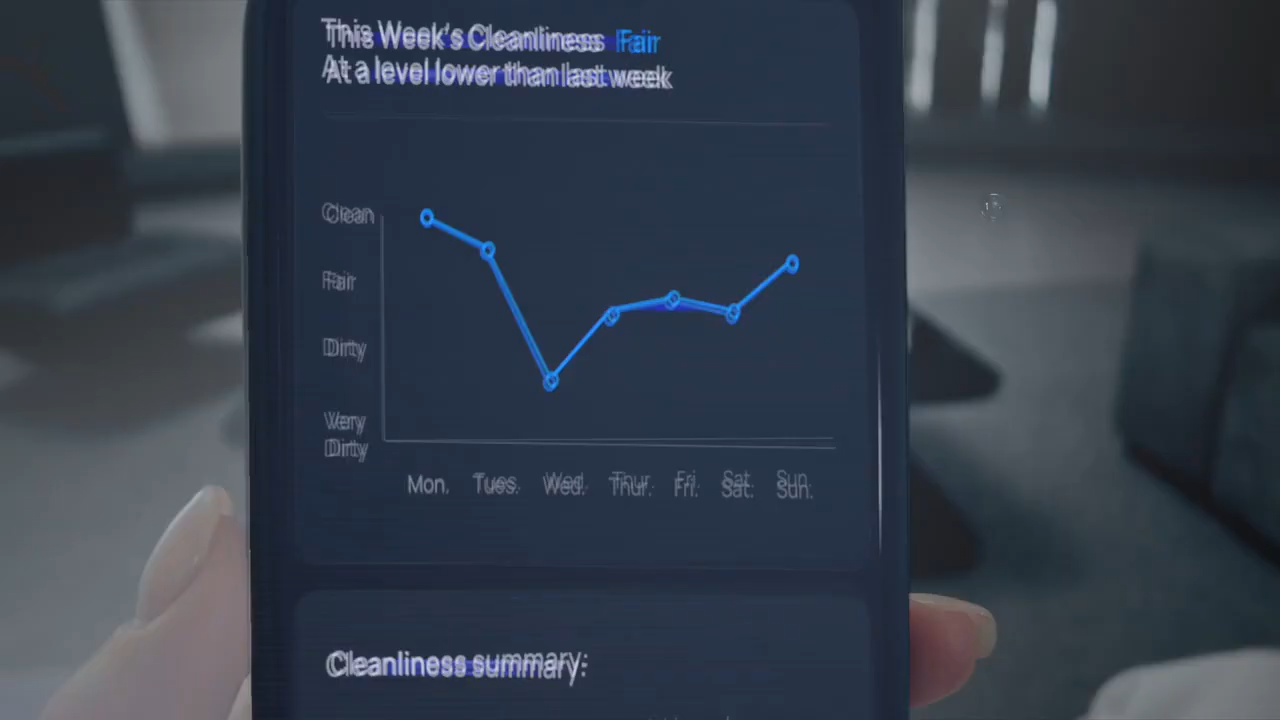 This Week's Cleanliness Fair
At a level lower than last week
Clean
Fair
Dirty
Very
Dirty
Mon. Tues. Wed. Thur. Fri. Sat. Sun.
Cleanliness summary: